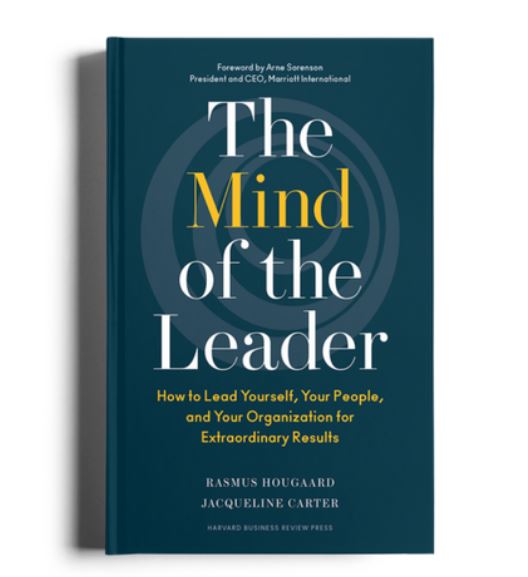 Foreword by Arne Sorenson
President and CEO, Marriott International
The
Mind
of the
Leader
How to Lead Yourself, Your People,
and Your Organization for
Extraordinary Results
RASMUS HOUGAARD
JACQUELINE CARTER
HARVARD BUSINESS REVIEW PRESS